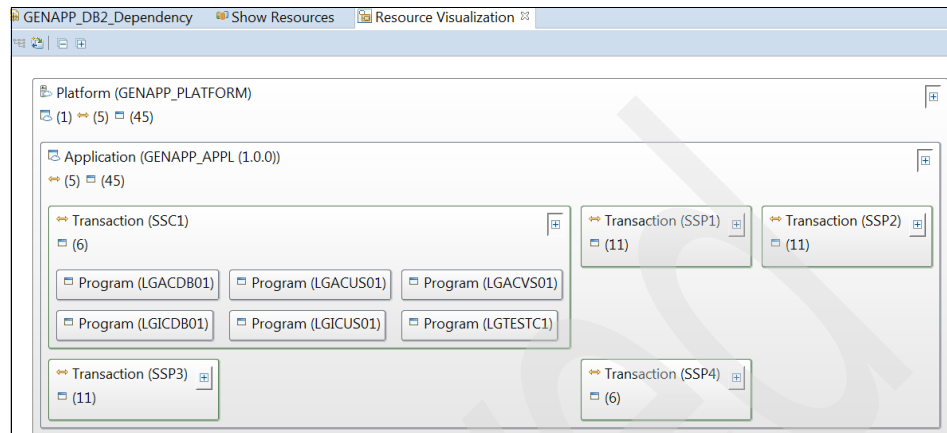 GENAPP_DB2_Dependency Show Resources Resource Visualization
Platform (GENAPP_PLATFORM)
(1) (5) (45)
Application (GENAPP_APPL (1.0.0))
(5) (45)
Transaction (SSC1) Transaction (SSP1) Transaction (SSP2)
(6) (11) (11)
Program (LGACDB01) Program (LGACUS01) Program (LGACVS01)
Program (LGICDB01) Program (LGICUS01) Program (LGTESTC1)
Transaction (SSP3) Transaction (SSP4)
(11) (6)